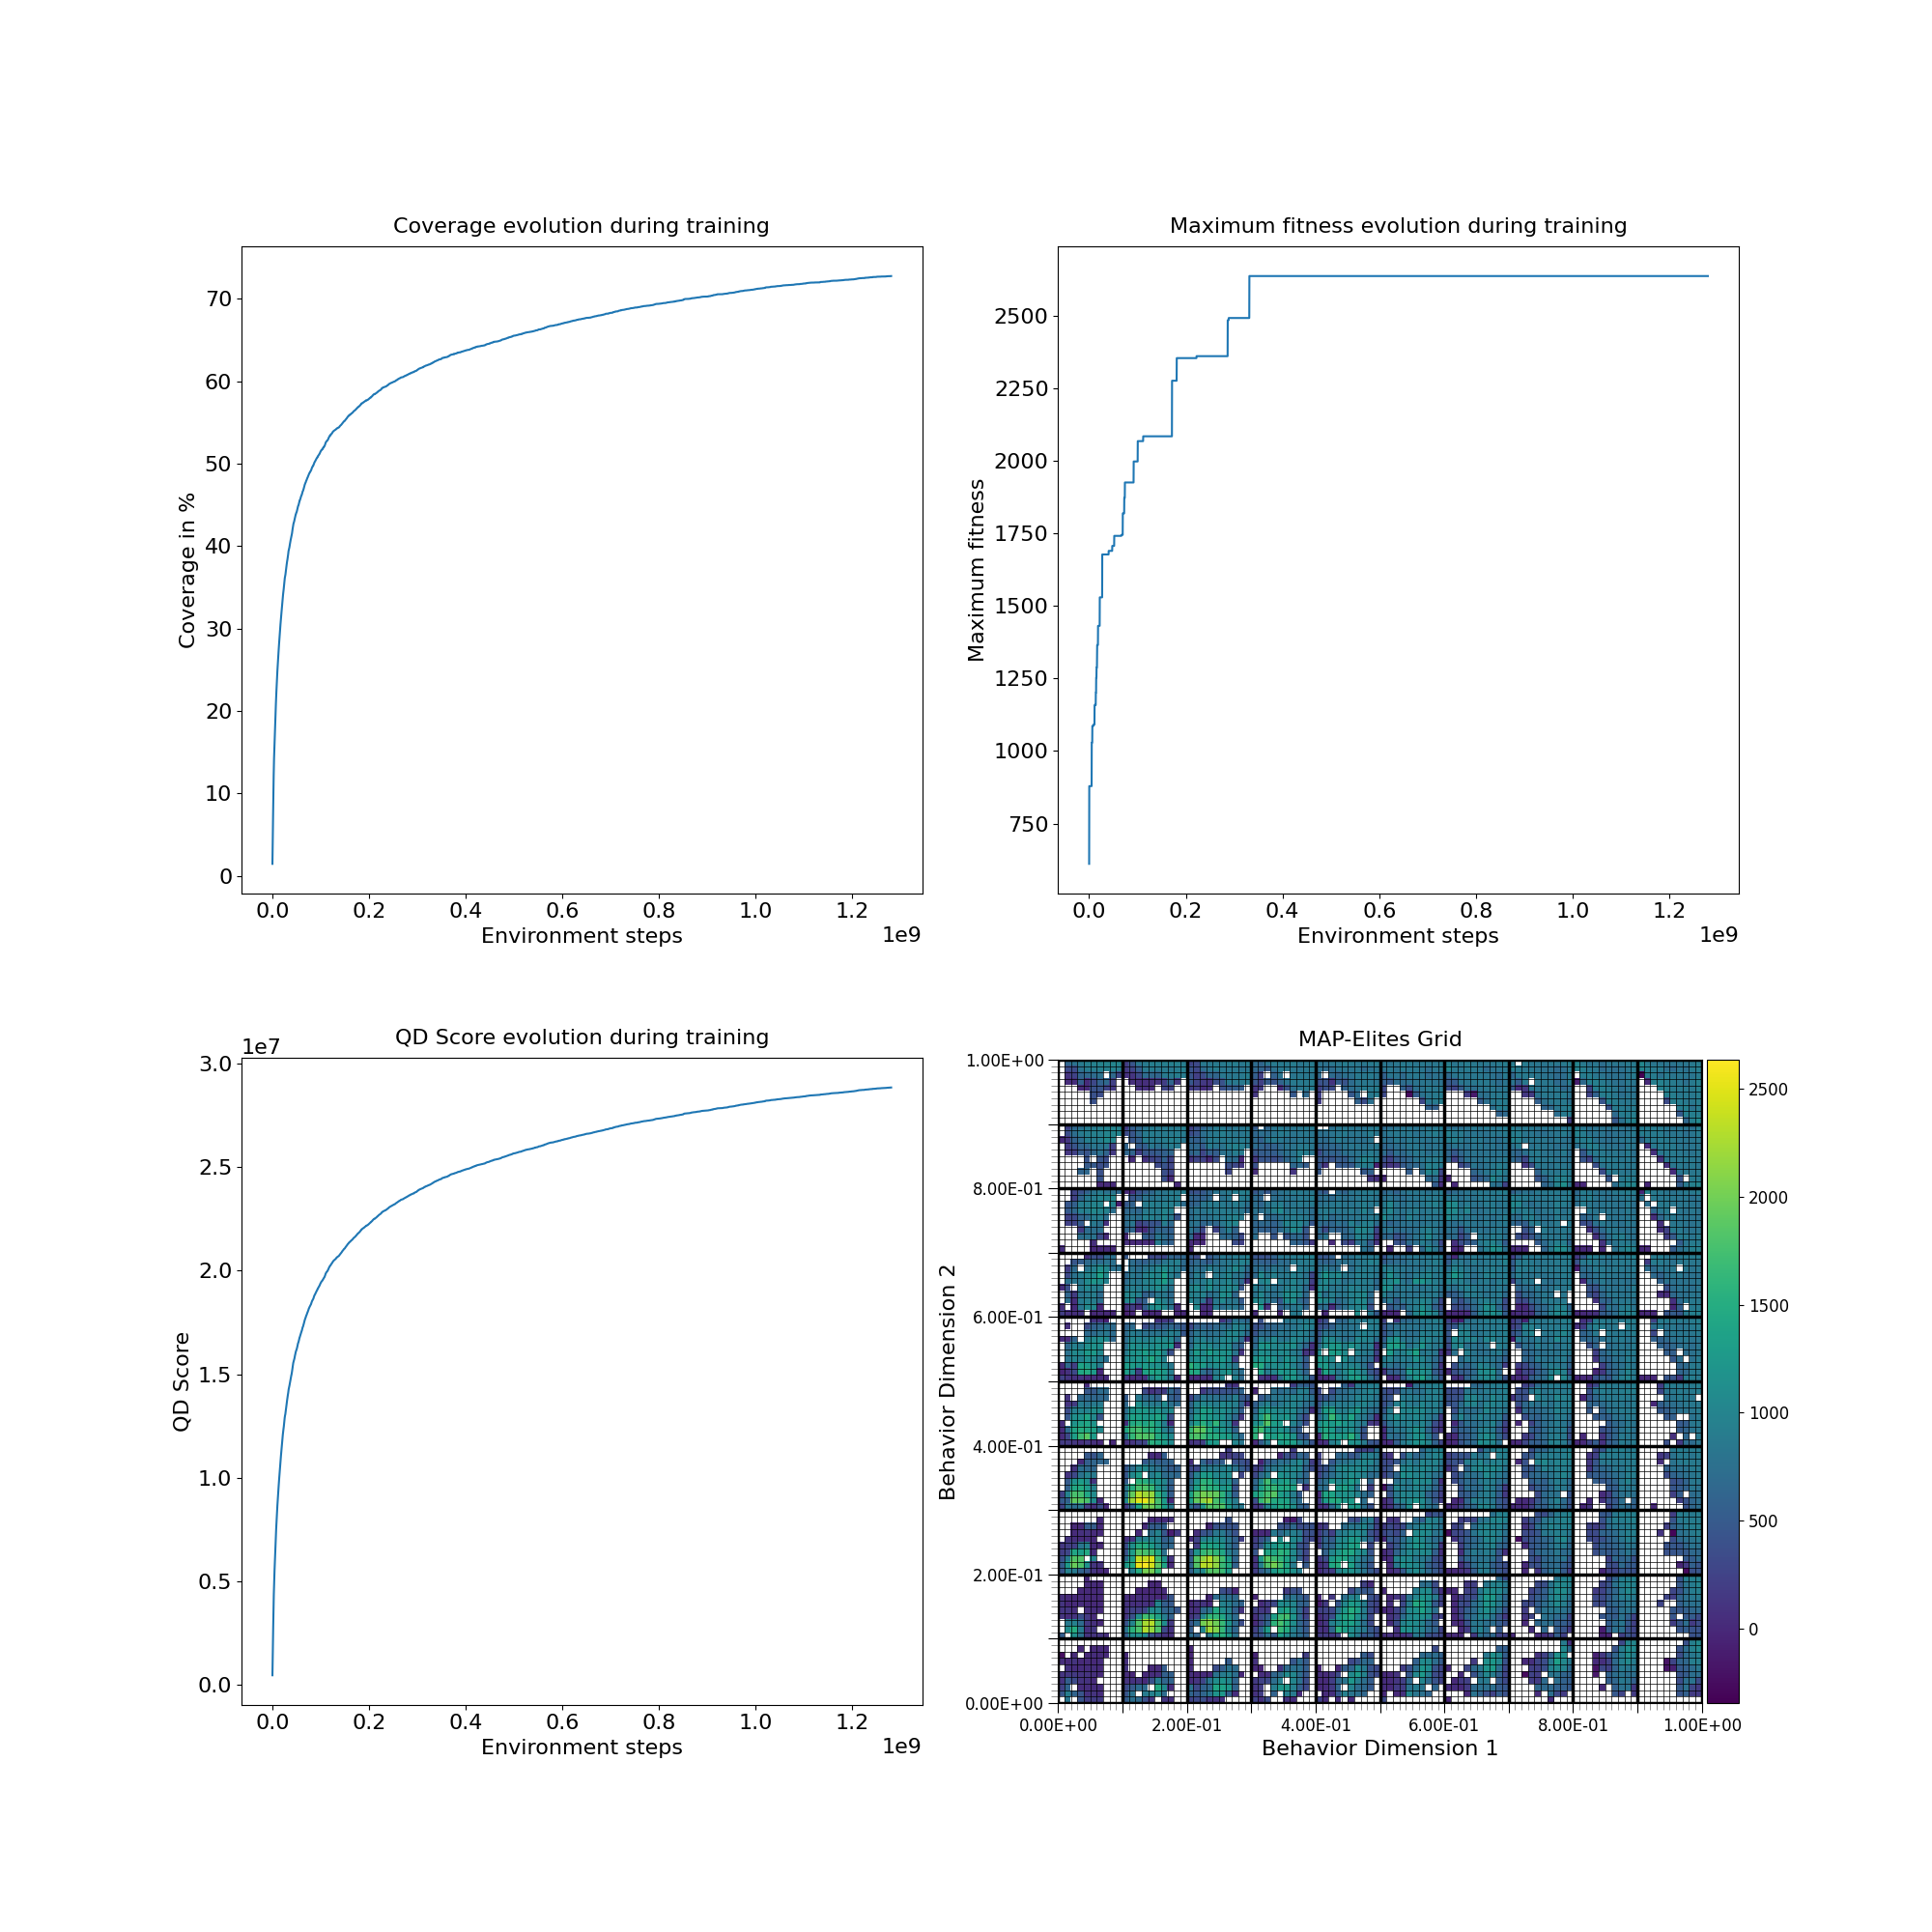 Coverage evolution during training
Coverage in %
70
60
50
40
30
20
10
0
0.0 0.2 0.4 0.6 0.8 1.0 1.2
Environment steps 1e9
Maximum fitness evolution during training
Maximum fitness
2500
2250
2000
1750
1500
1250
1000
750
0.0 0.2 0.4 0.6 0.8 1.0 1.2
Environment steps 1e9
QD Score evolution during training
1e7
QD Score
3.0
2.5
2.0
1.5
1.0
0.5
0.0
0.0 0.2 0.4 0.6 0.8 1.0 1.2
Environment steps 1e9
MAP-Elites Grid
Behavior Dimension 2
1.00E+00
8.00E-01
6.00E-01
4.00E-01
2.00E-01
0.00E+00
0.00E+00 2.00E-01 4.00E-01 6.00E-01 8.00E-01 1.00E+00
Behavior Dimension 1
2500
2000
1500
1000
500
0